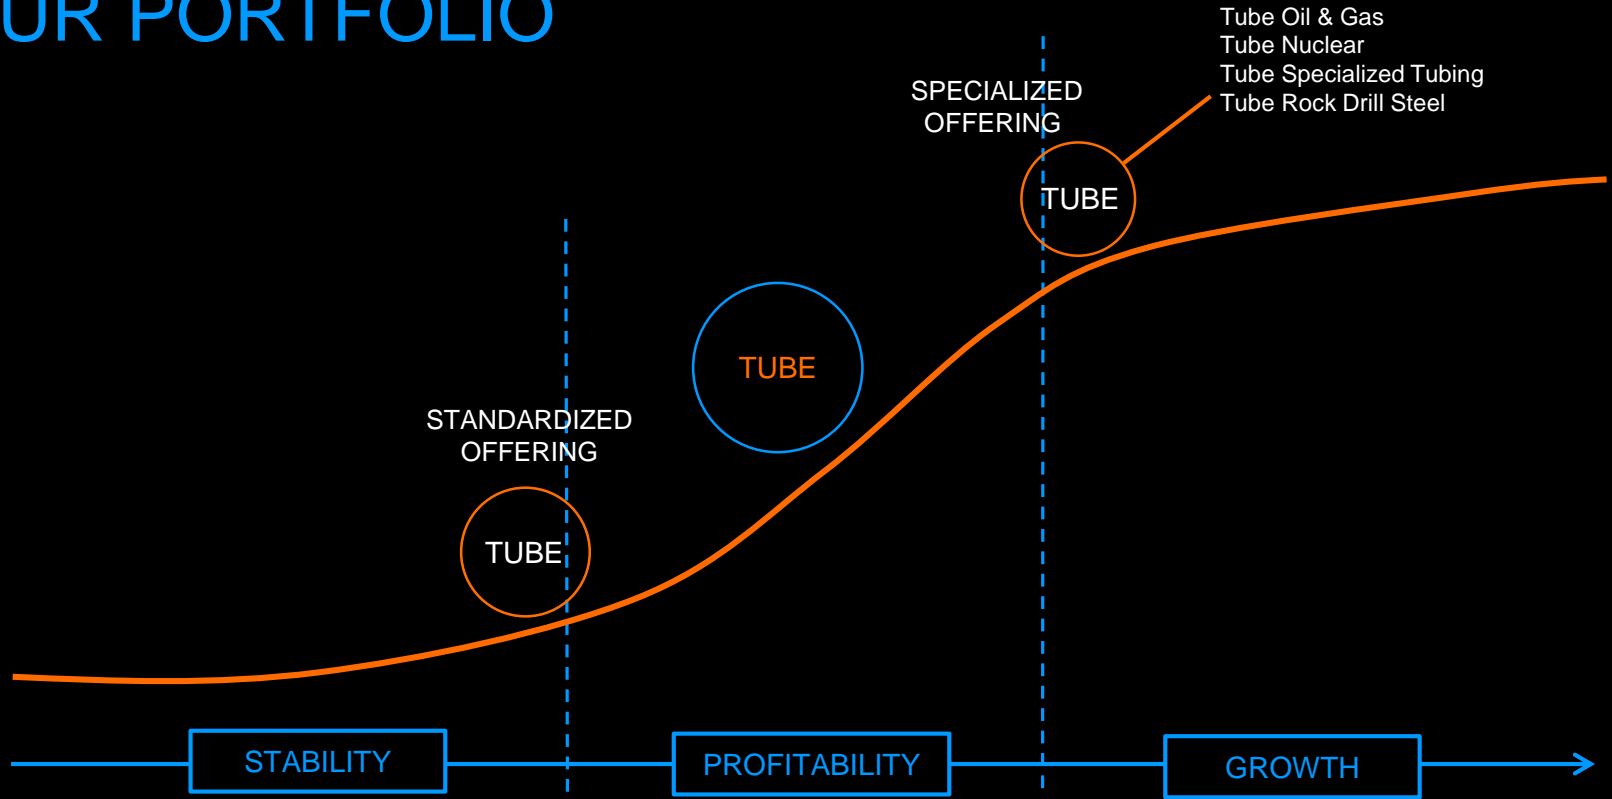 UR PORTFOLIO
Tube Oil & Gas
Tube Nuclear
Tube Specialized Tubing
Tube Rock Drill Steel
SPECIALIZED
OFFERING
TUBE
TUBE
STANDARDIZED
OFFERING
TUBE
STABILITY
PROFITABILITY
GROWTH